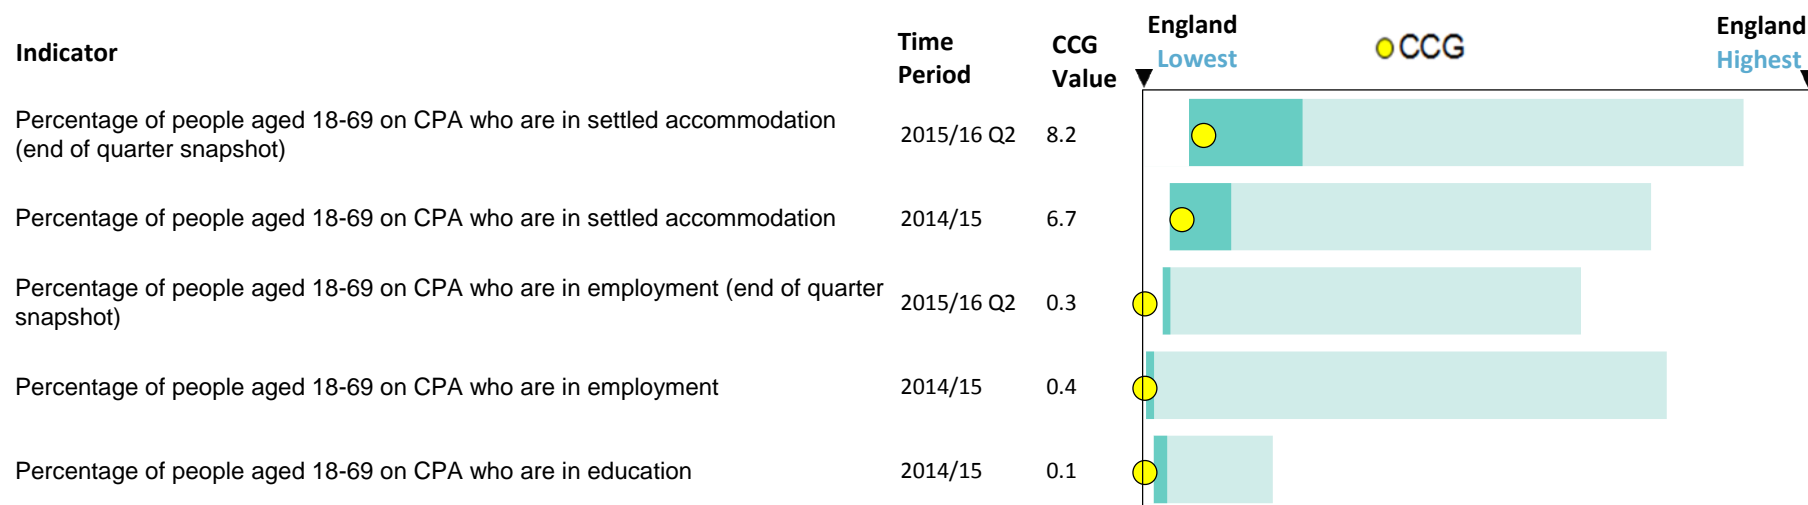 Indicator
Time
Period
CCG
Value
England
Lowest
CCG
England
Highest
Percentage of people aged 18-69 on CPA who are in settled accommodation
(end of quarter snapshot)
2015/16 Q2
8.2
Percentage of people aged 18-69 on CPA who are in settled accommodation
2014/15
6.7
Percentage of people aged 18-69 on CPA who are in employment (end of quarter
snapshot)
2015/16 Q2
0.3
Percentage of people aged 18-69 on CPA who are in employment
2014/15
0.4
Percentage of people aged 18-69 on CPA who are in education
2014/15
0.1